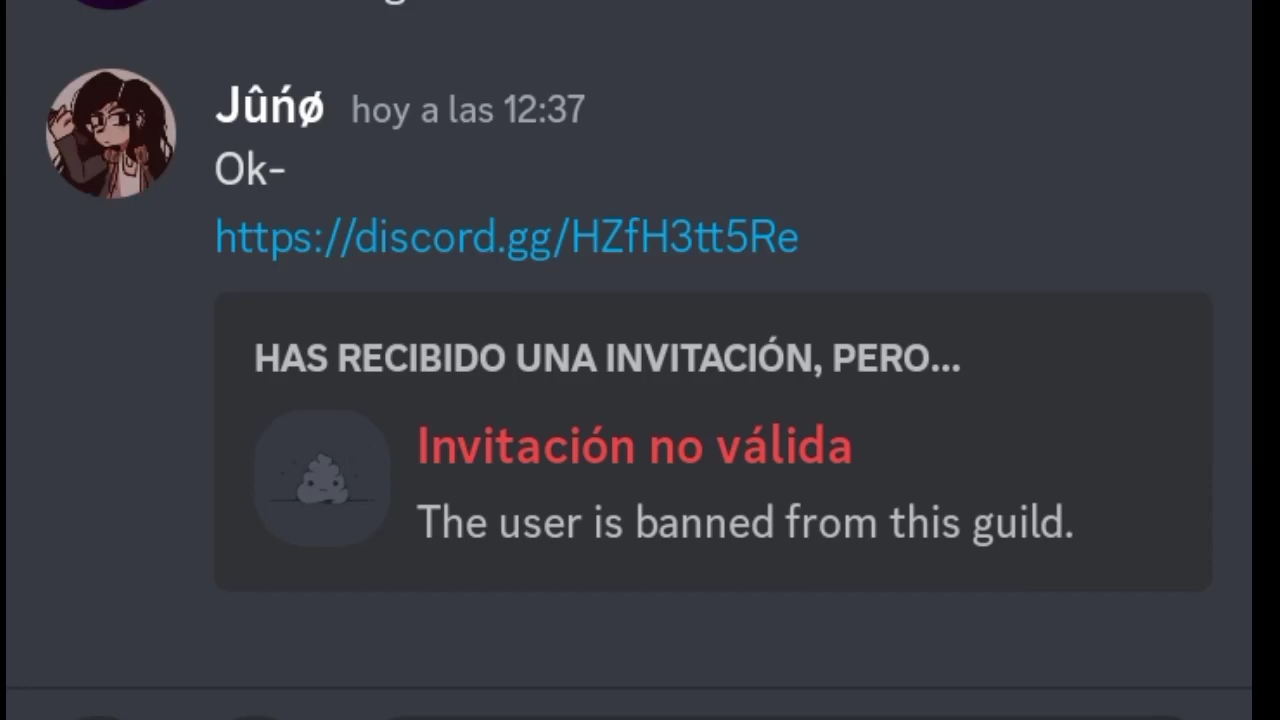 Jûńø hoy a las 12:37
Ok-
https://discord.gg/HZfH3tt5Re
HAS RECIBIDO UNA INVITACIÓN, PERO...
Invitación no válida
The user is banned from this guild.